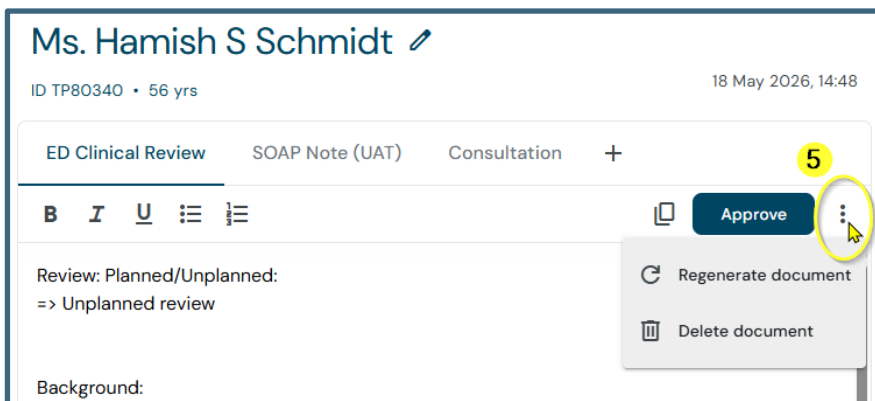 Ms. Hamish S Schmidt
ID TP80340 • 56 yrs
18 May 2026, 14:48
ED Clinical Review
SOAP Note (UAT)
Consultation
+
5
B I U
Approve
Review: Planned/Unplanned:
=> Unplanned review
Regenerate document
Delete document
Background: